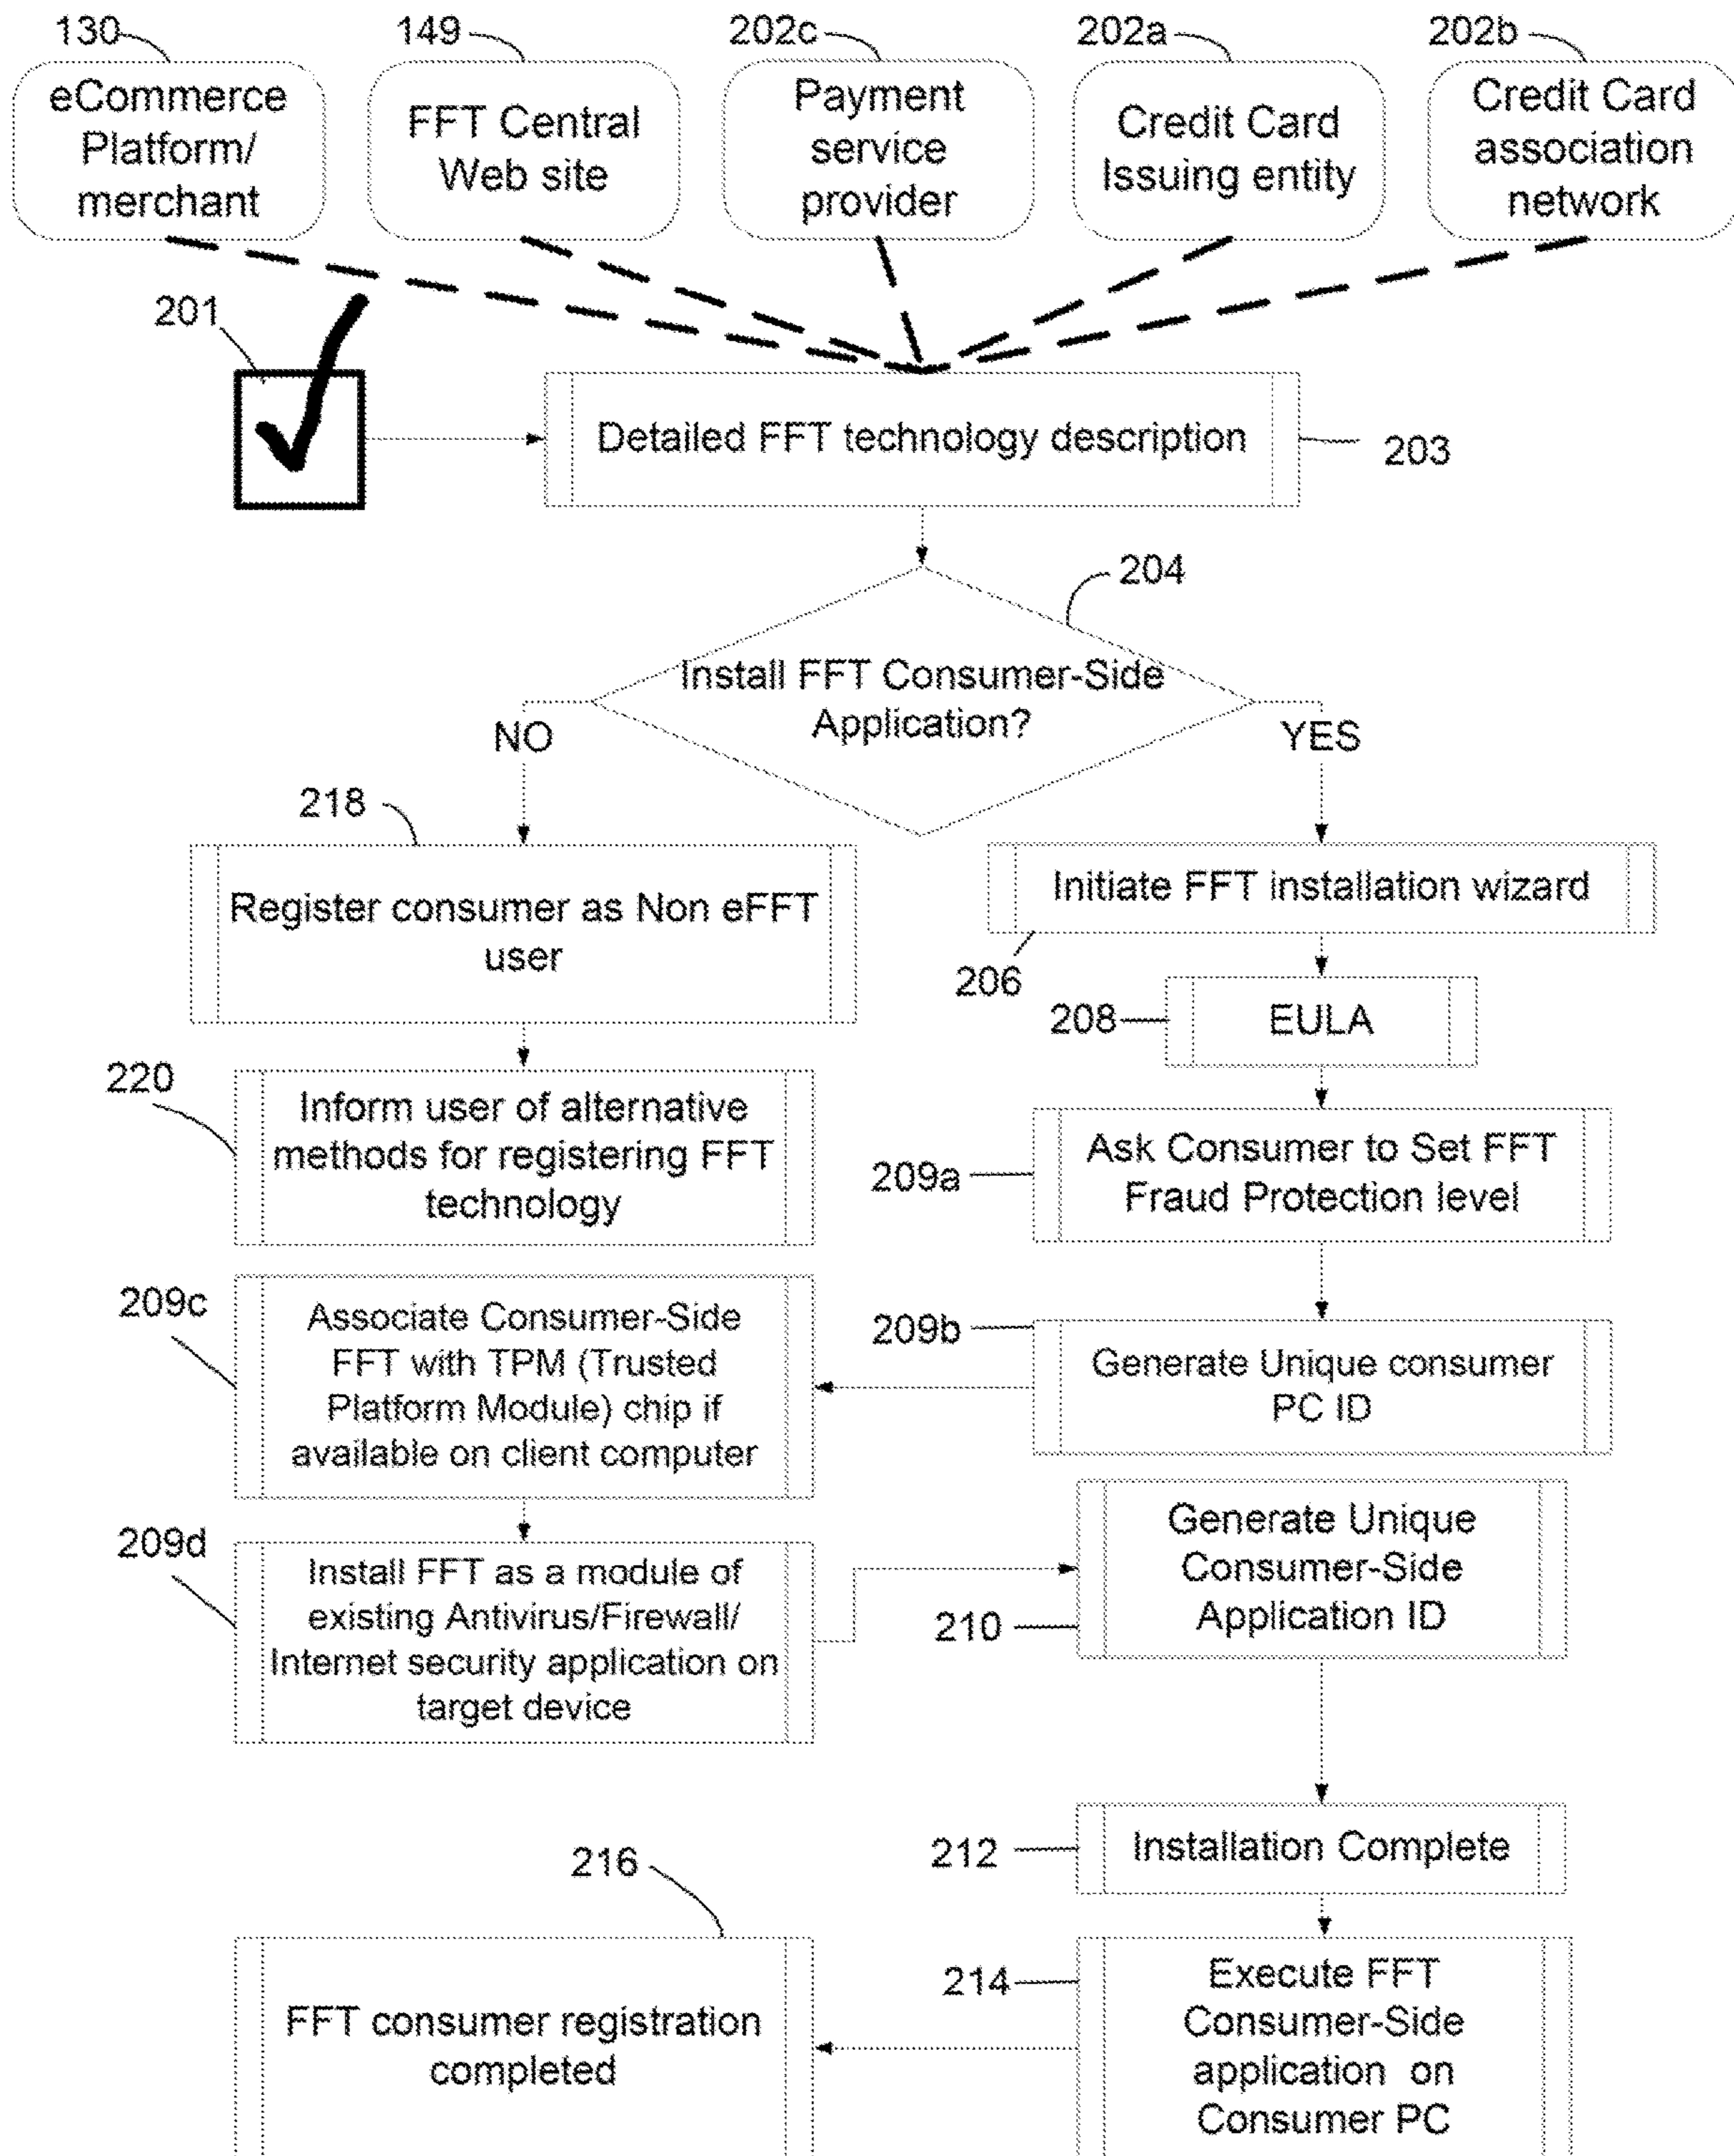 130
149
202c
202a
202b
eCommerce
Platform/
merchant
FFT Central
Web site
Payment
service
provider
Credit Card
Issuing entity
Credit Card
association
network
201
Detailed FFT technology description
203
204
Install FFT Consumer-Side
Application?
NO
YES
218
Register consumer as Non eFFT
user
Initiate FFT installation wizard
206
208
EULA
220
Inform user of alternative
methods for registering FFT
technology
209a
Ask Consumer to Set FFT
Fraud Protection level
209c
Associate Consumer-Side
FFT with TPM (Trusted
Platform Module) chip if
available on client computer
209b
Generate Unique consumer
PC ID
209d
Install FFT as a module of
existing Antivirus/Firewall/
Internet security application on
target device
210
Generate Unique
Consumer-Side
Application ID
212
Installation Complete
216
FFT consumer registration
completed
214
Execute FFT
Consumer-Side
application on
Consumer PC